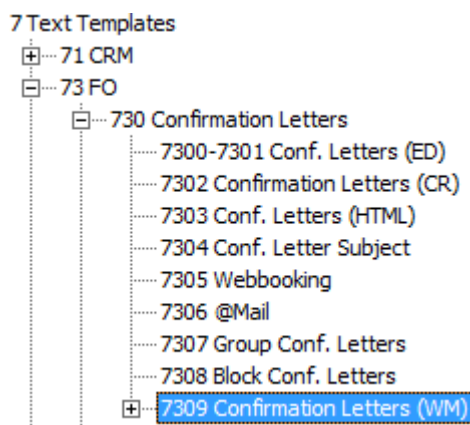 7 Text Templates
71 CRM
73 FO
730 Confirmation Letters
7300-7301 Conf. Letters (ED)
7302 Confirmation Letters (CR)
7303 Conf. Letters (HTML)
7304 Conf. Letter Subject
7305 Webbooking
7306 @Mail
7307 Group Conf. Letters
7308 Block Conf. Letters
7309 Confirmation Letters (WM)